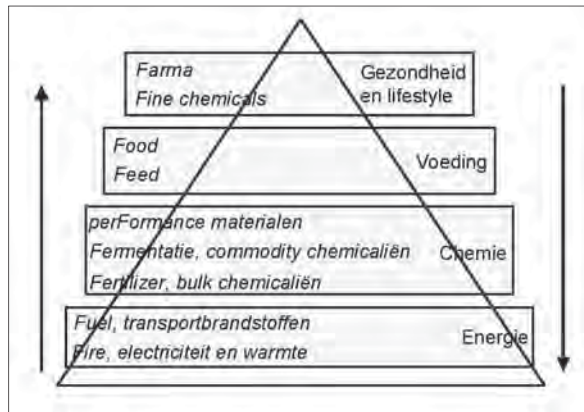 Farma
Fine chemicals
Gezondheid
en lifestyle
Food
Feed
Voeding
perFormance materialen
Fermentatie, commodity chemicaliën
Fertilizer, bulk chemicaliën
Chemie
Fuel, transportbrandstoffen
Fire, electriciteit en warmte
Energie